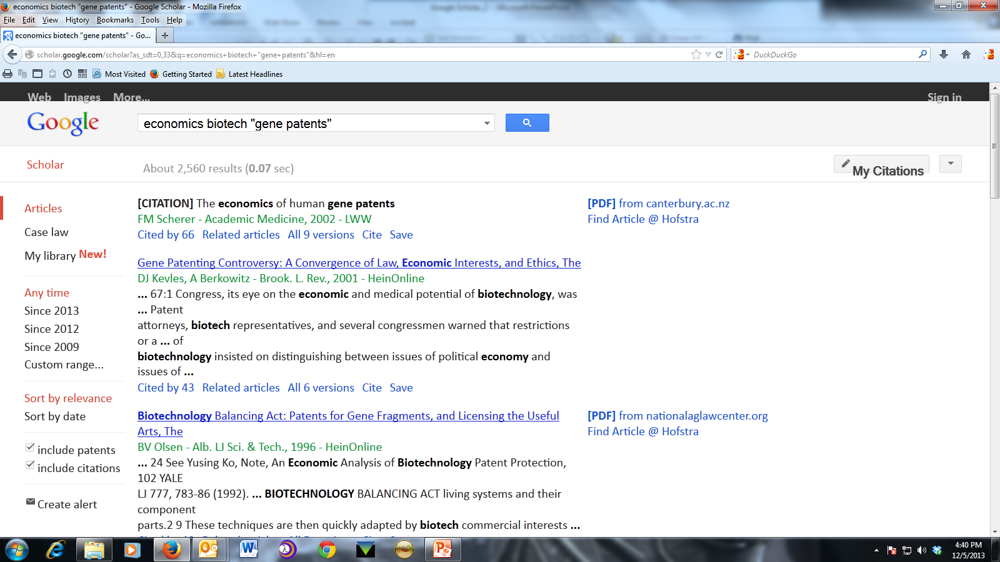 economics biotech "gene patents" - Google Scholar - Mozilla Firefox
File Edit View History Bookmarks Tools Help
economics biotech "gene patents" - Go...
scholar.google.com/scholar?as_sdt=0,33&q=economics+biotech+"gene+patents"&hl=en
DuckDuckGo
Most Visited Getting Started Latest Headlines
Web Images More... Sign in
Google
economics biotech "gene patents"
Scholar
About 2,560 results (0.07 sec)
My Citations
Articles
Case law
My library New!
Any time
Since 2013
Since 2012
Since 2009
Custom range...
Sort by relevance
Sort by date
include patents
include citations
Create alert
[CITATION] The economics of human gene patents
FM Scherer - Academic Medicine, 2002 - LWW
Cited by 66 Related articles All 9 versions Cite Save
[PDF] from canterbury.ac.nz
Find Article @ Hofstra
Gene Patenting Controversy: A Convergence of Law, Economic Interests, and Ethics, The
DJ Kevles, A Berkowitz - Brook. L. Rev., 2001 - HeinOnline
... 67:1 Congress, its eye on the economic and medical potential of biotechnology, was
... Patent
attorneys, biotech representatives, and several congressmen warned that restrictions
or a ... of
biotechnology insisted on distinguishing between issues of political economy and
issues of ...
Cited by 43 Related articles All 6 versions Cite Save
Biotechnology Balancing Act: Patents for Gene Fragments, and Licensing the Useful
Arts, The
BV Olsen - Alb. LJ Sci. & Tech., 1996 - HeinOnline
... 24 See Yusing Ko, Note, An Economic Analysis of Biotechnology Patent Protection,
102 YALE
LJ 777, 783-86 (1992). ... BIOTECHNOLOGY BALANCING ACT living systems and their
component
parts.2 9 These techniques are then quickly adapted by biotech commercial interests ...
[PDF] from nationalaglawcenter.org
Find Article @ Hofstra
4:40 PM
12/5/2013